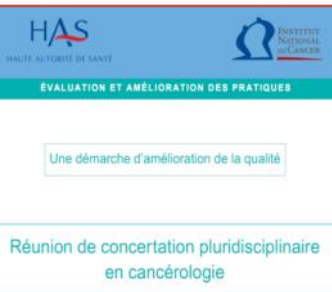 HAS
HAUTE AUTORITÉ DE SANTÉ
INSTITUT
NATIONAL
DU CANCER
ÉVALUATION ET AMÉLIORATION DES PRATIQUES
Une démarche d'amélioration de la qualité
Réunion de concertation pluridisciplinaire
en cancérologie